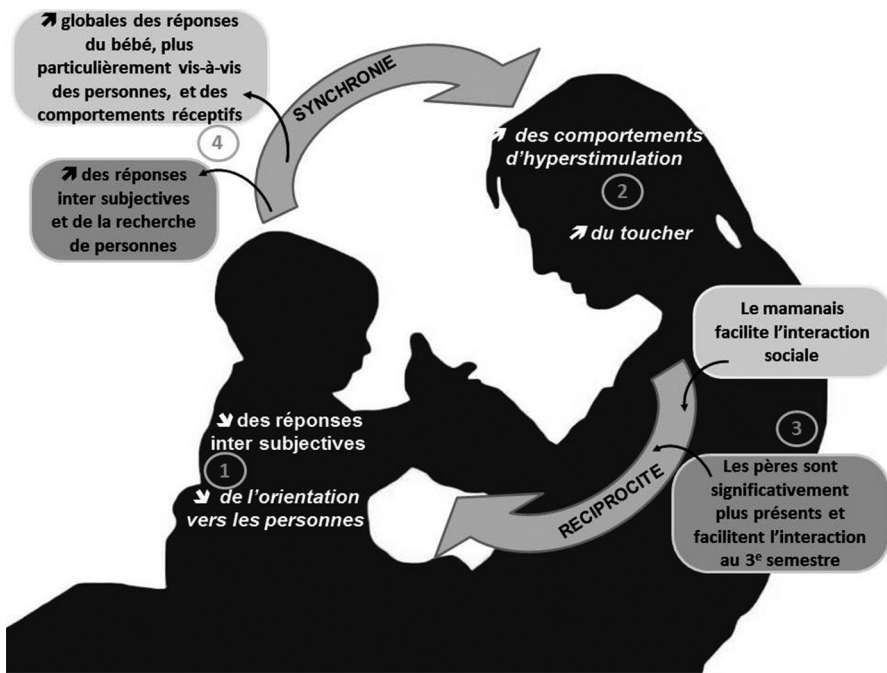 ↗ globales des réponses
du bébé, plus
particulièrement vis-à-vis
des personnes, et des
comportements réceptifs
4
↗ des réponses
inter subjectives
et de la recherche
de personnes
SYNCHRONIE
↗ des comportements
d’hyperstimulation
2
↗ du toucher
Le mamanais
facilite l’interaction
sociale
3
Les pères sont
significativement
plus présents et
facilitent l’interaction
au 3e semestre
RECIPROCITE
↘ des réponses
inter subjectives
1
↘ de l’orientation
vers les personnes